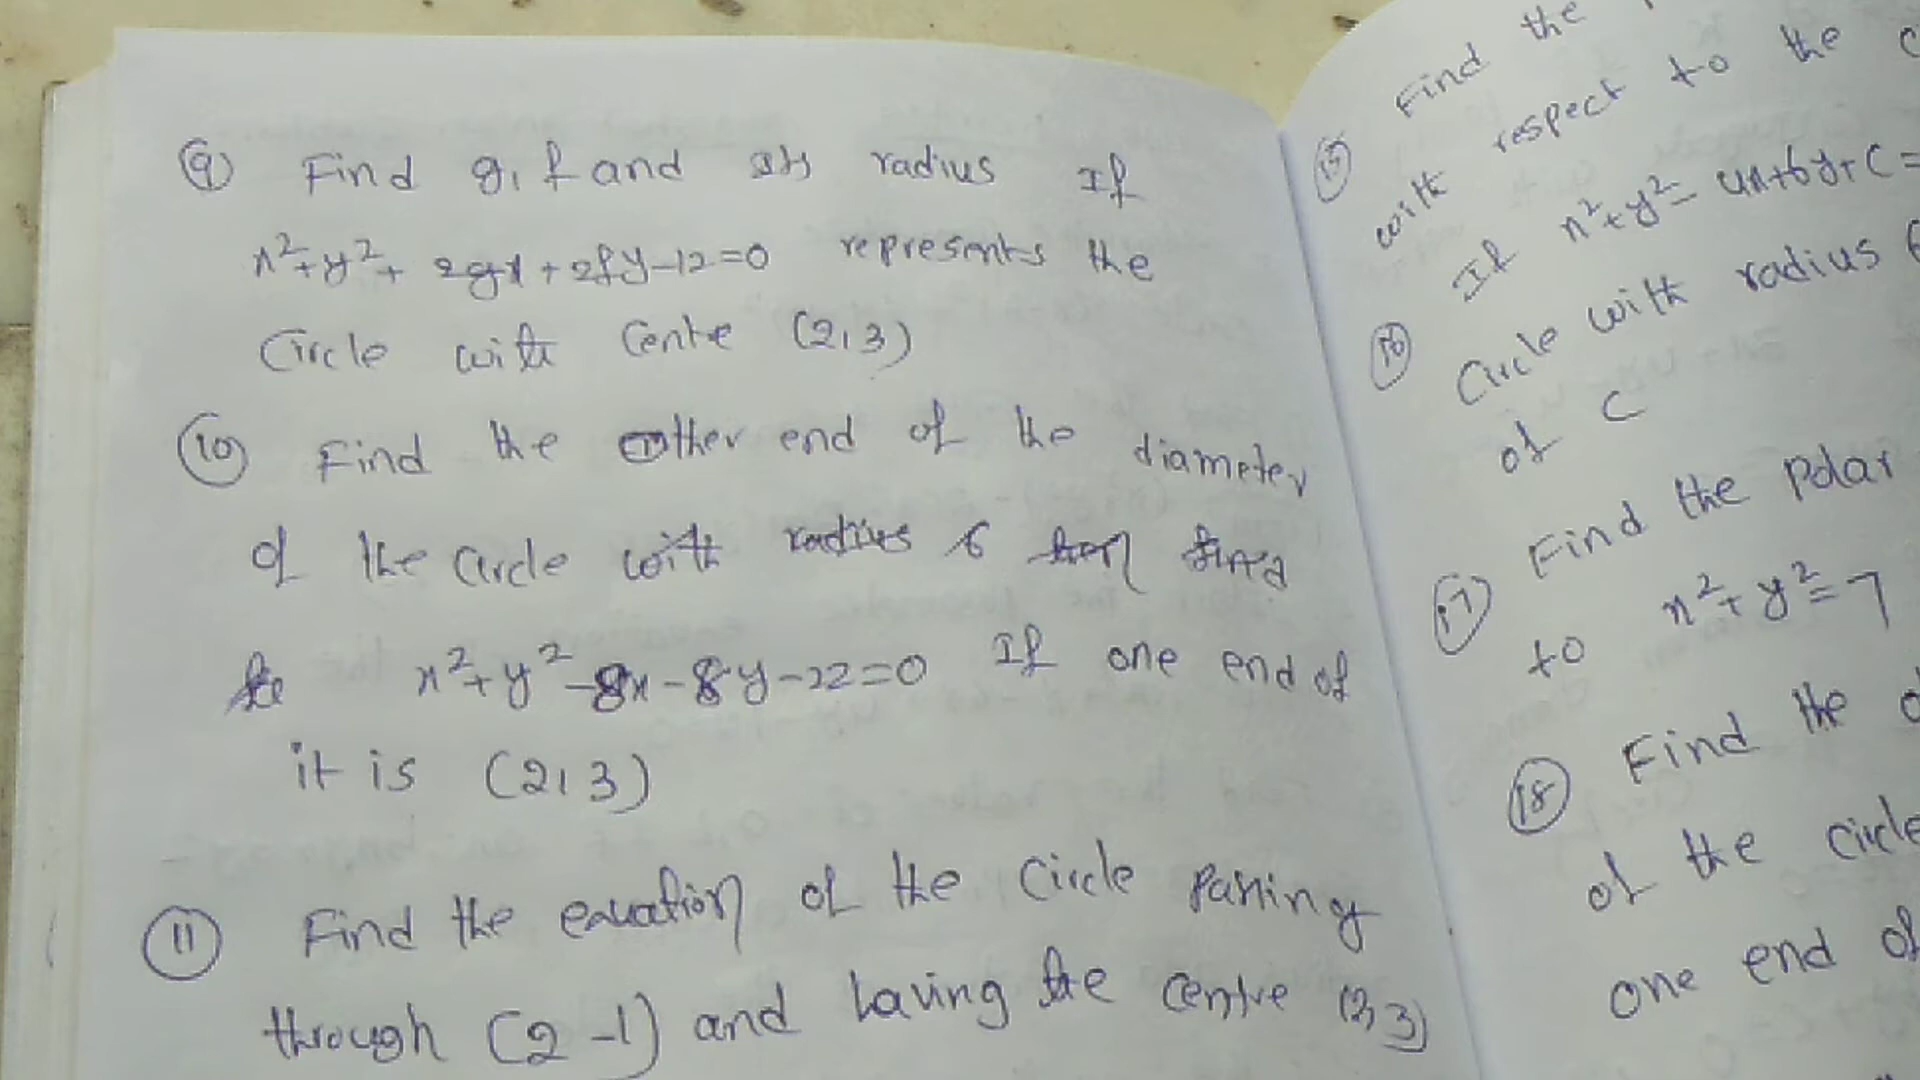 9 Find g, f and its radius If
x²+y²+ 2gx + 2fy-12=0 represents the
Circle with Centre (2,3)
10 Find the other end of the diameter
of the circle
x²+y²-8x-8y-22=0 If one end of
it is (2,3)
11 Find the equation of the Circle passing
through (2 -1) and having the centre (2,3)
15 Find the
with respect to the
16 If x²+y²- 4x+6y+C=
Circle with radius 6
of C
17 Find the Polar
to x²+y²=7
18 Find the
of the circle
one end of